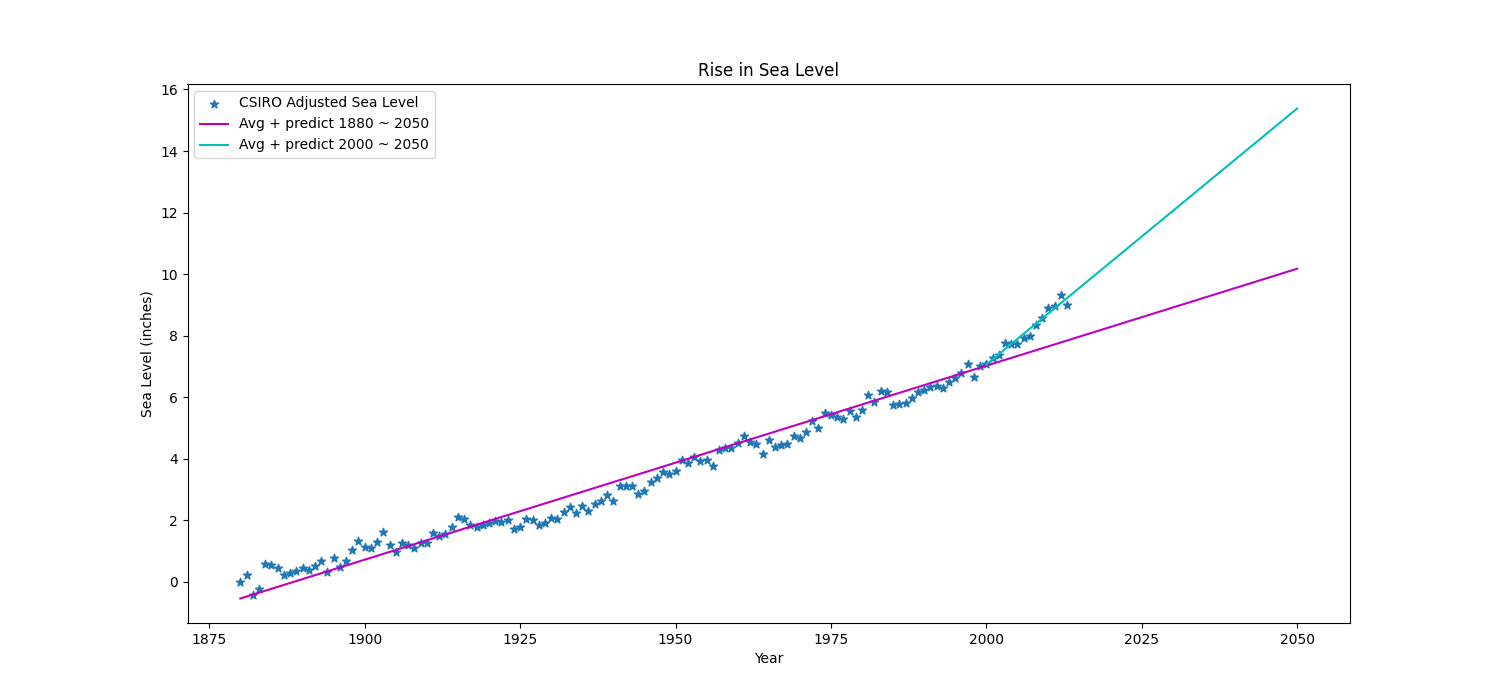 Rise in Sea Level
CSIRO Adjusted Sea Level
Avg + predict 1880 ~ 2050
Avg + predict 2000 ~ 2050
16
14
12
10
8
6
4
2
0
Sea Level (inches)
1875 1900 1925 1950 1975 2000 2025 2050
Year